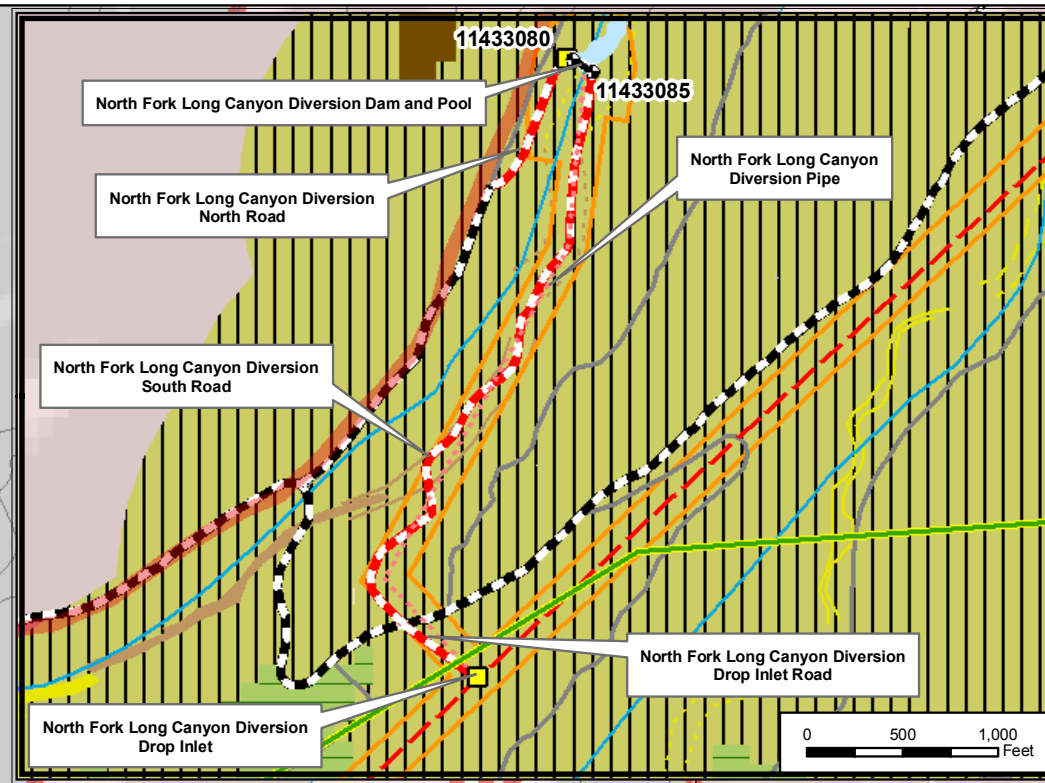 11433080
11433085
North Fork Long Canyon Diversion Dam and Pool
North Fork Long Canyon
Diversion Pipe
North Fork Long Canyon Diversion
North Road
North Fork Long Canyon Diversion
South Road
North Fork Long Canyon Diversion
Drop Inlet Road
North Fork Long Canyon Diversion
Drop Inlet
0 500 1,000
Feet